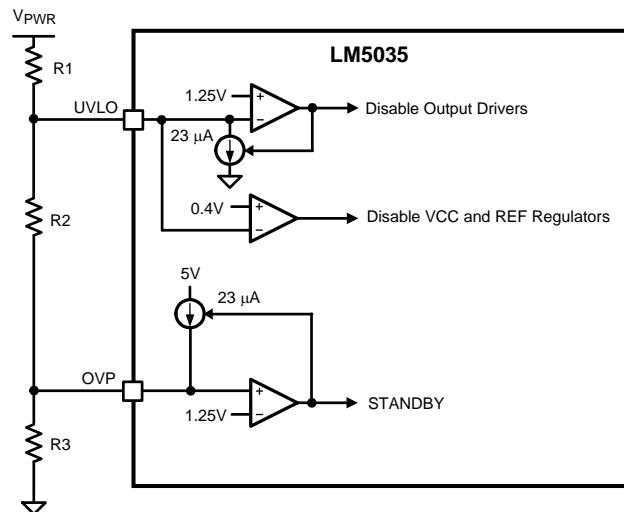 VPWR
LM5035
R1
1.25V
+
UVLO
−
Disable Output Drivers
23 μA
0.4V
+
−
Disable VCC and REF Regulators
R2
5V
23 μA
OVP
+
1.25V
−
STANDBY
R3